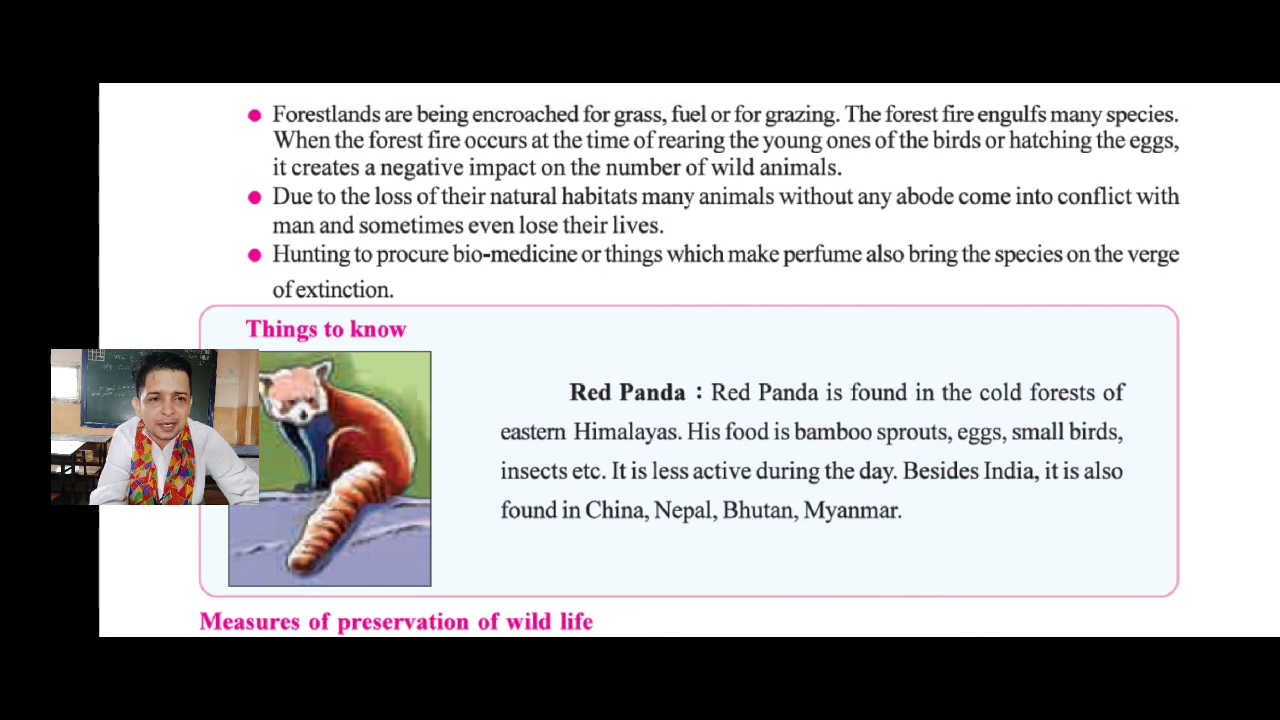 Forestlands are being encroached for grass, fuel or for grazing. The forest fire engulfs many species.
When the forest fire occurs at the time of rearing the young ones of the birds or hatching the eggs,
it creates a negative impact on the number of wild animals.
Due to the loss of their natural habitats many animals without any abode come into conflict with
man and sometimes even lose their lives.
Hunting to procure bio-medicine or things which make perfume also bring the species on the verge
of extinction.
Things to know
Red Panda : Red Panda is found in the cold forests of
eastern Himalayas. His food is bamboo sprouts, eggs, small birds,
insects etc. It is less active during the day. Besides India, it is also
found in China, Nepal, Bhutan, Myanmar.
Measures of preservation of wild life